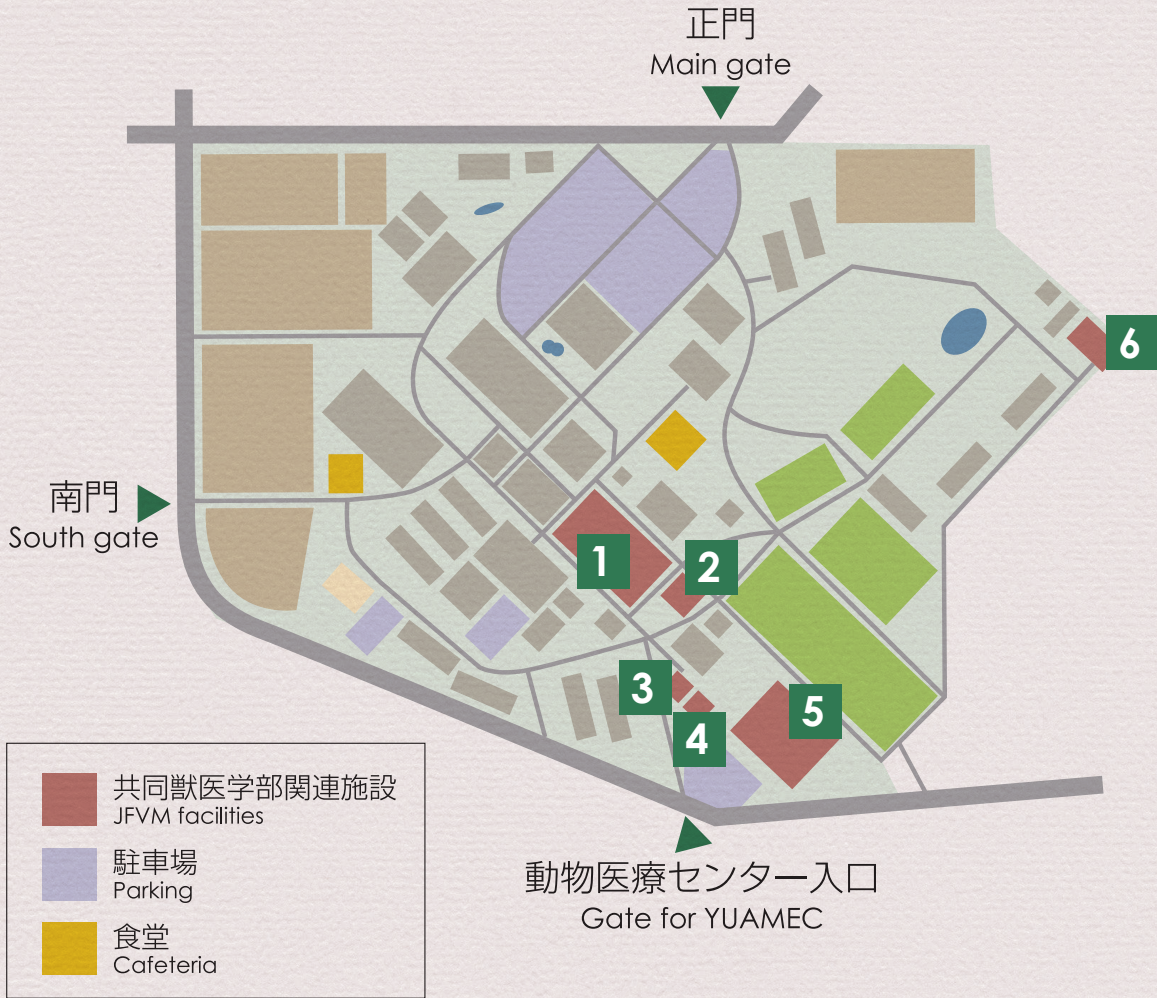 正門
Main gate
6
南門
South gate
1
2
3
4
5
共同獣医学部関連施設
JFVM facilities
駐車場
Parking
食堂
Cafeteria
動物医療センター入口
Gate for YUAMEC